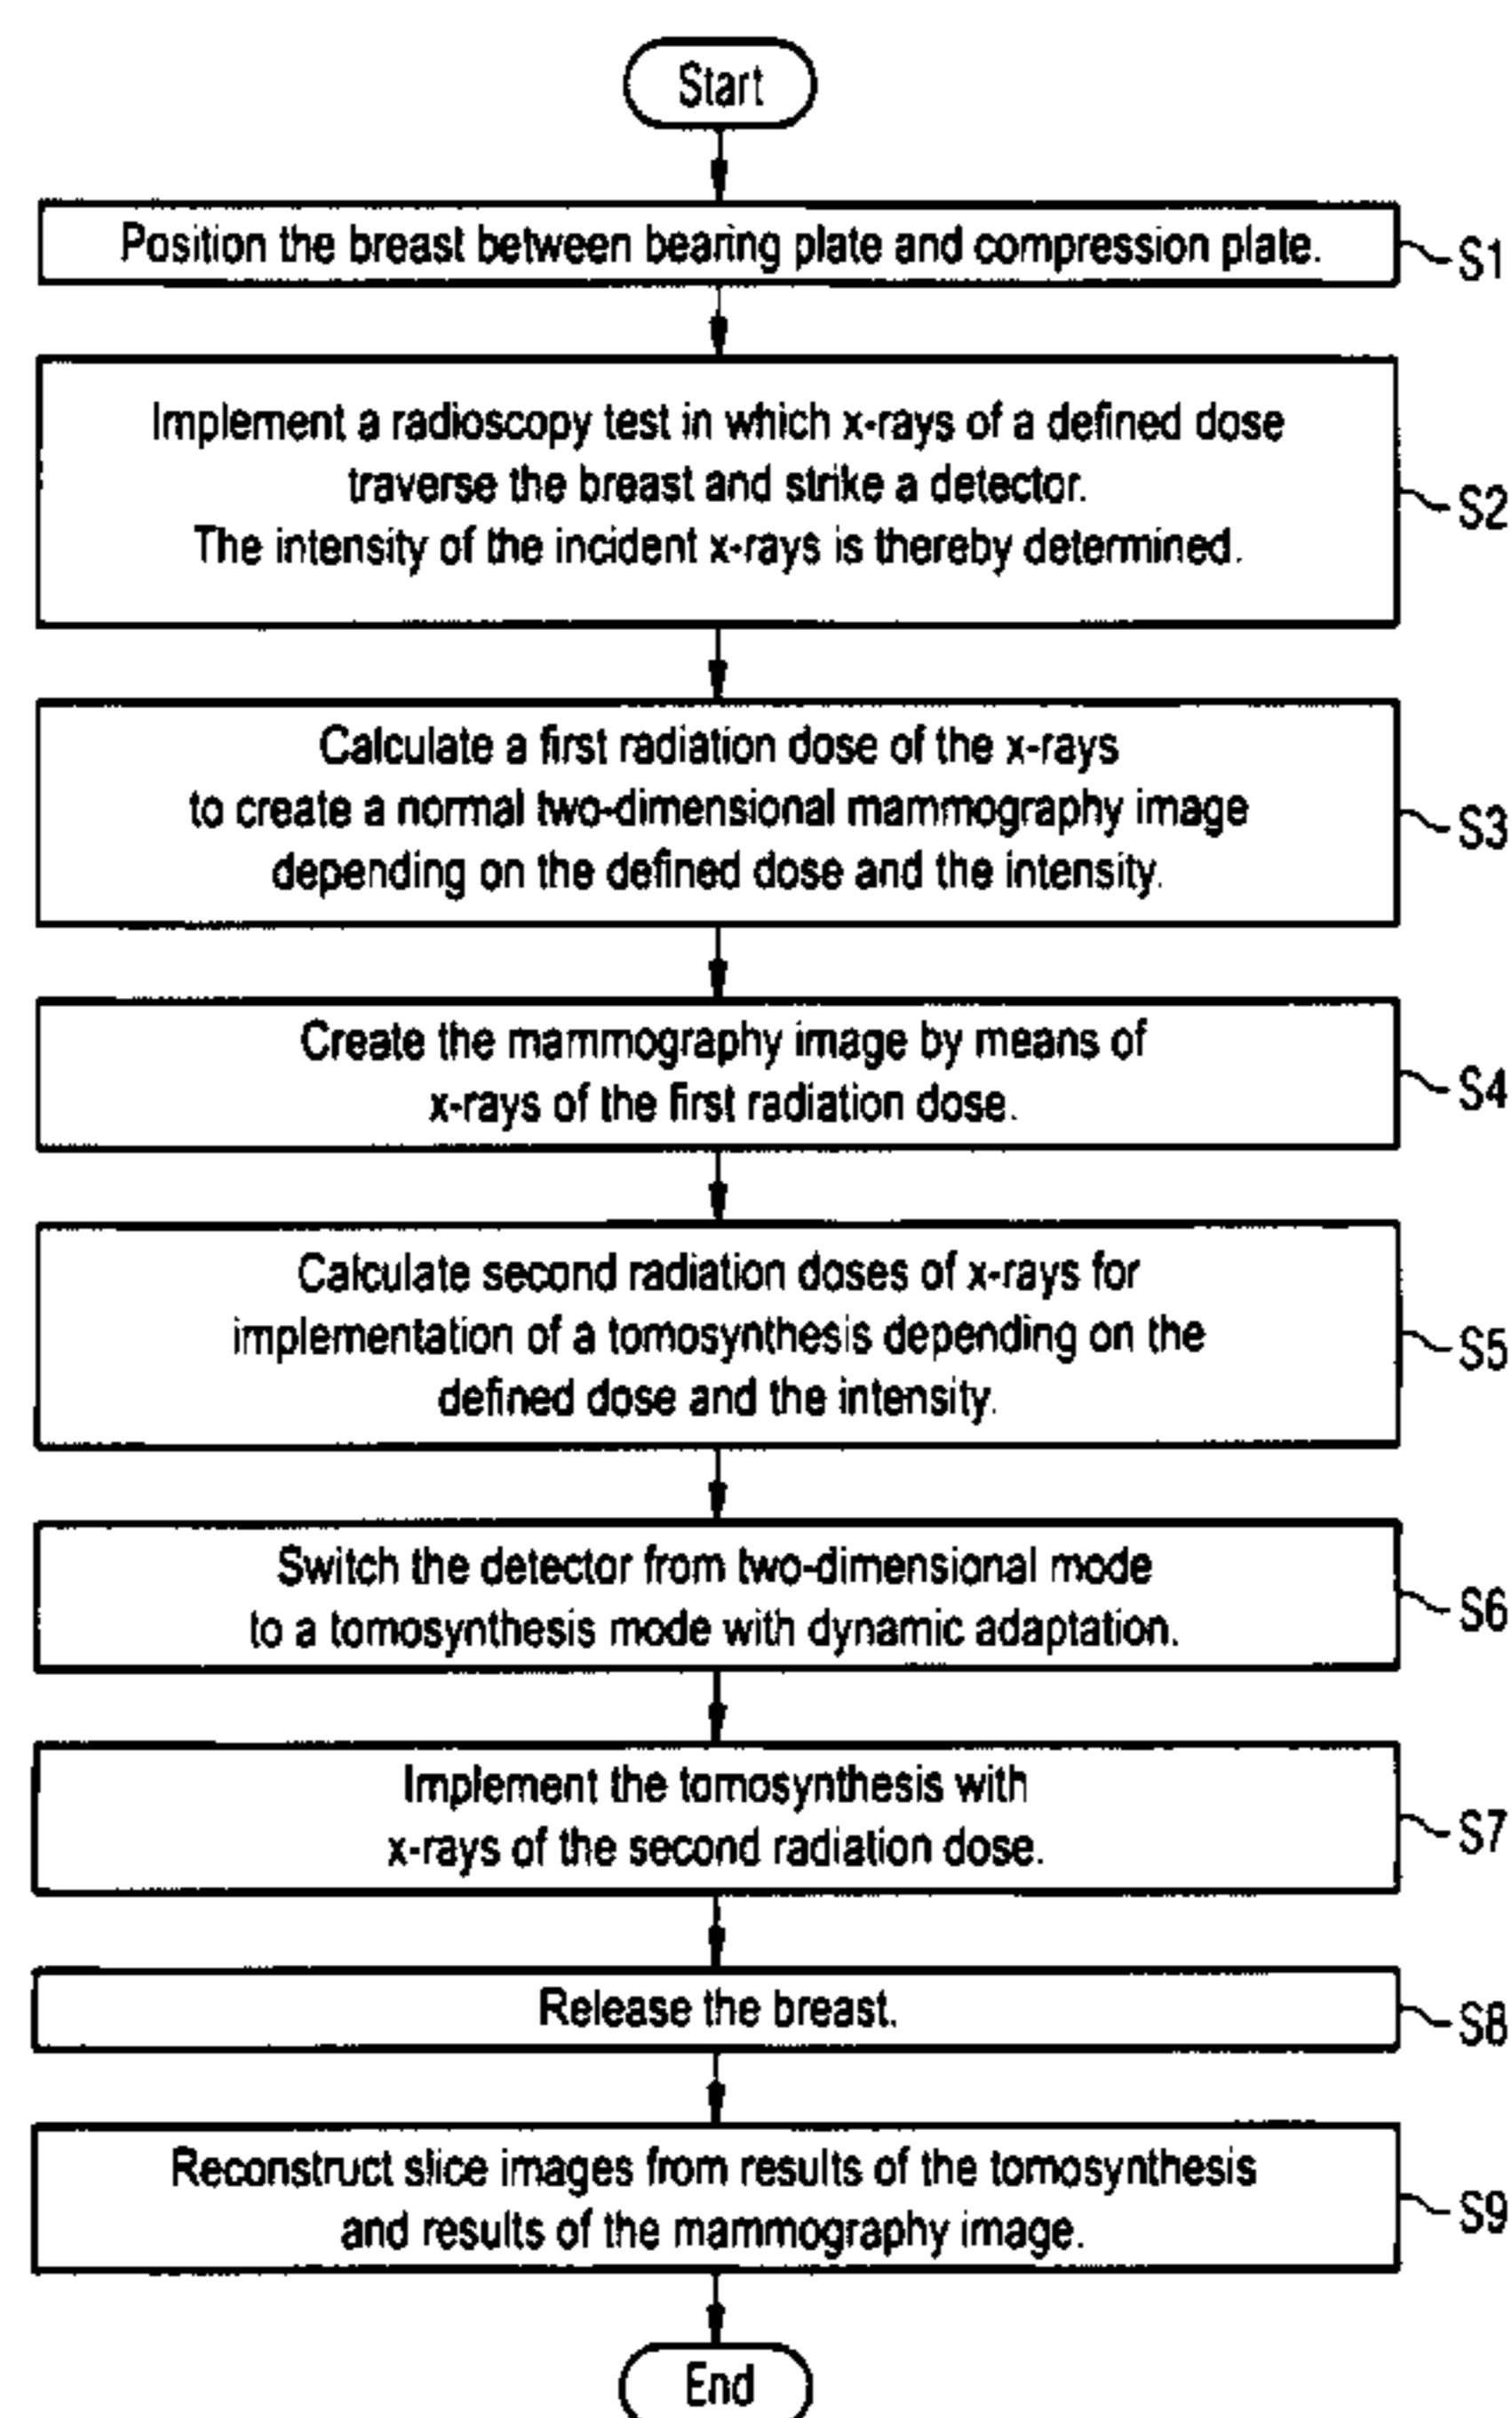 Start
Position the breast between bearing plate and compression plate.
S1
Implement a radioscopy test in which x-rays of a defined dose
traverse the breast and strike a detector.
The intensity of the incident x-rays is thereby determined.
S2
Calculate a first radiation dose of the x-rays
to create a normal two-dimensional mammography image
depending on the defined dose and the intensity.
S3
Create the mammography image by means of
x-rays of the first radiation dose.
S4
Calculate second radiation doses of x-rays for
implementation of a tomosynthesis depending on the
defined dose and the intensity.
S5
Switch the detector from two-dimensional mode
to a tomosynthesis mode with dynamic adaptation.
S6
Implement the tomosynthesis with
x-rays of the second radiation dose.
S7
Release the breast.
S8
Reconstruct slice images from results of the tomosynthesis
and results of the mammography image.
S9
End